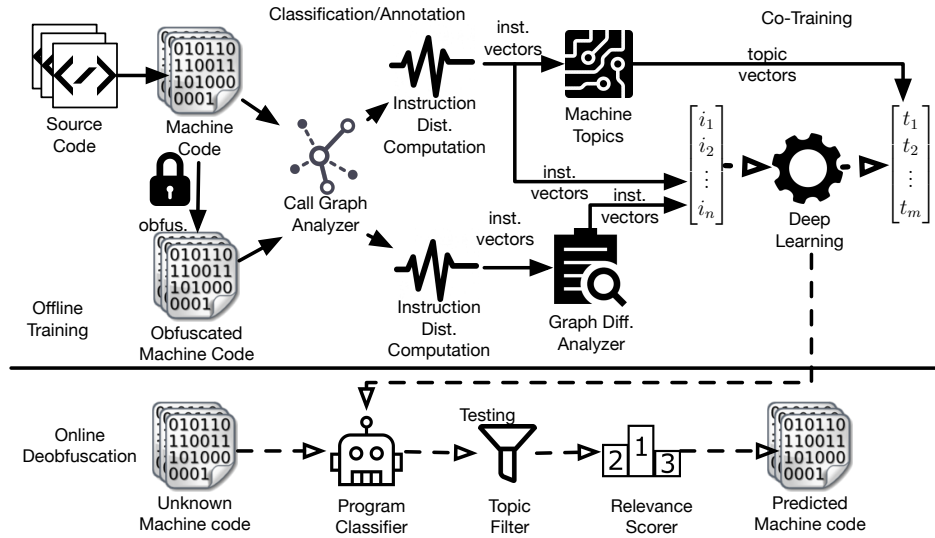 Classification/Annotation
Co-Training
010110
110011
101000
0001
Source
Code
Machine
Code
obfus.
010110
110011
101000
0001
Obfuscated
Machine Code
Call Graph
Analyzer
Instruction
Dist.
Computation
inst.
vectors
Machine
Topics
topic
vectors
inst.
vectors
inst.
vectors
Instruction
Dist.
Computation
inst.
vectors
Graph Diff.
Analyzer
i1
i2
⋮
in
Deep
Learning
t1
t2
⋮
tm
Offline
Training
Online
Deobfuscation
010110
110011
101000
0001
Unknown
Machine code
Program
Classifier
Testing
Topic
Filter
2 1 3
Relevance
Scorer
010110
110011
101000
0001
Predicted
Machine code